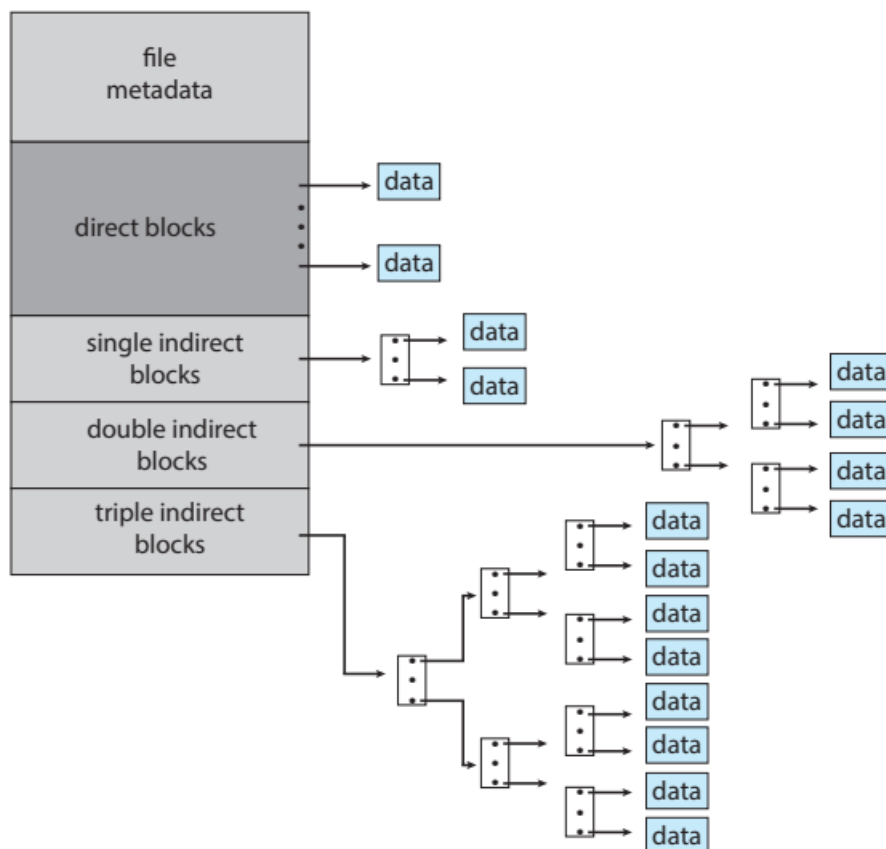 file
metadata
direct blocks
data
data
single indirect
blocks
data
data
double indirect
blocks
data
data
data
data
triple indirect
blocks
data
data
data
data
data
data
data
data